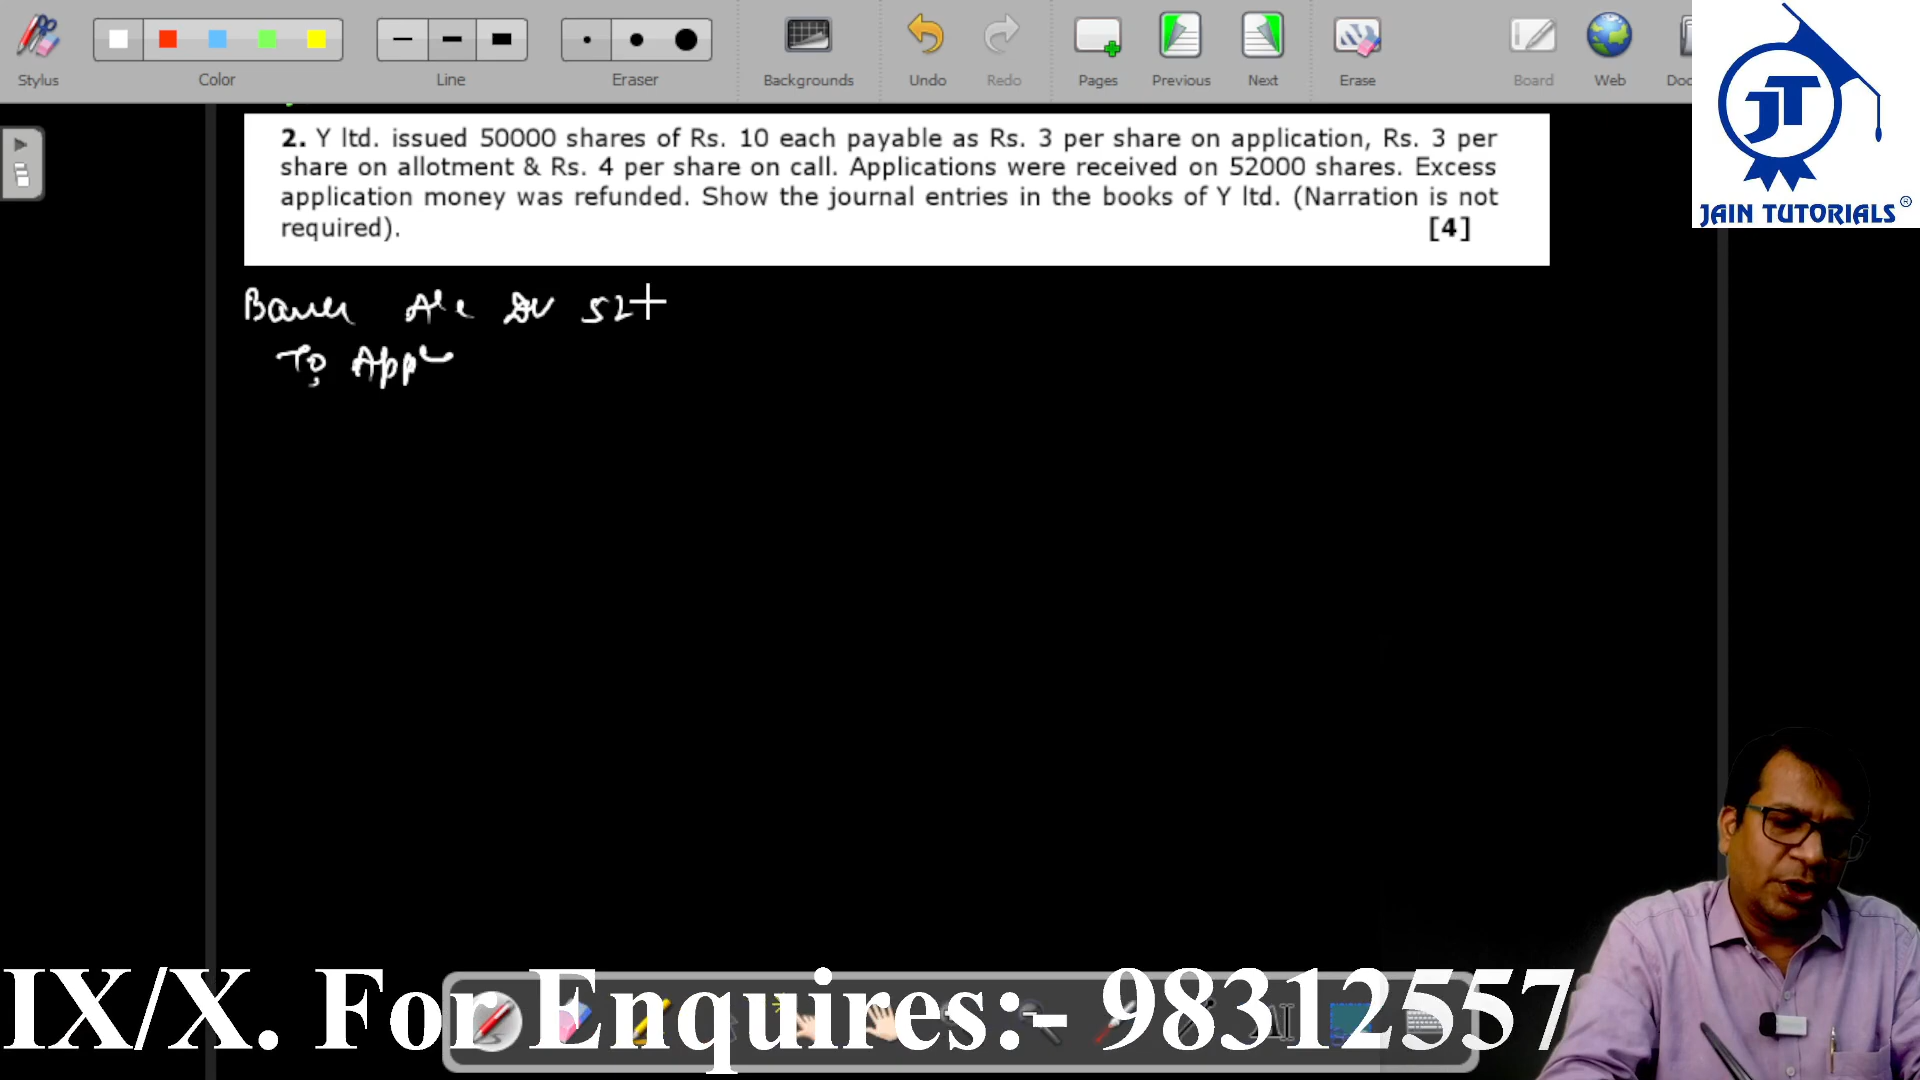 Stylus
Color
Line
Eraser
Backgrounds
Undo
Redo
Pages
Previous
Next
Erase
Board
Web
JT
JAIN TUTORIALS®
2. Y ltd. issued 50000 shares of Rs. 10 each payable as Rs. 3 per share on application, Rs. 3 per
share on allotment & Rs. 4 per share on call. Applications were received on 52000 shares. Excess
application money was refunded. Show the journal entries in the books of Y ltd. (Narration is not
required). [4]
Bank A/c Dr 52
To Appl
IX/X. For Enquires:- 98312557